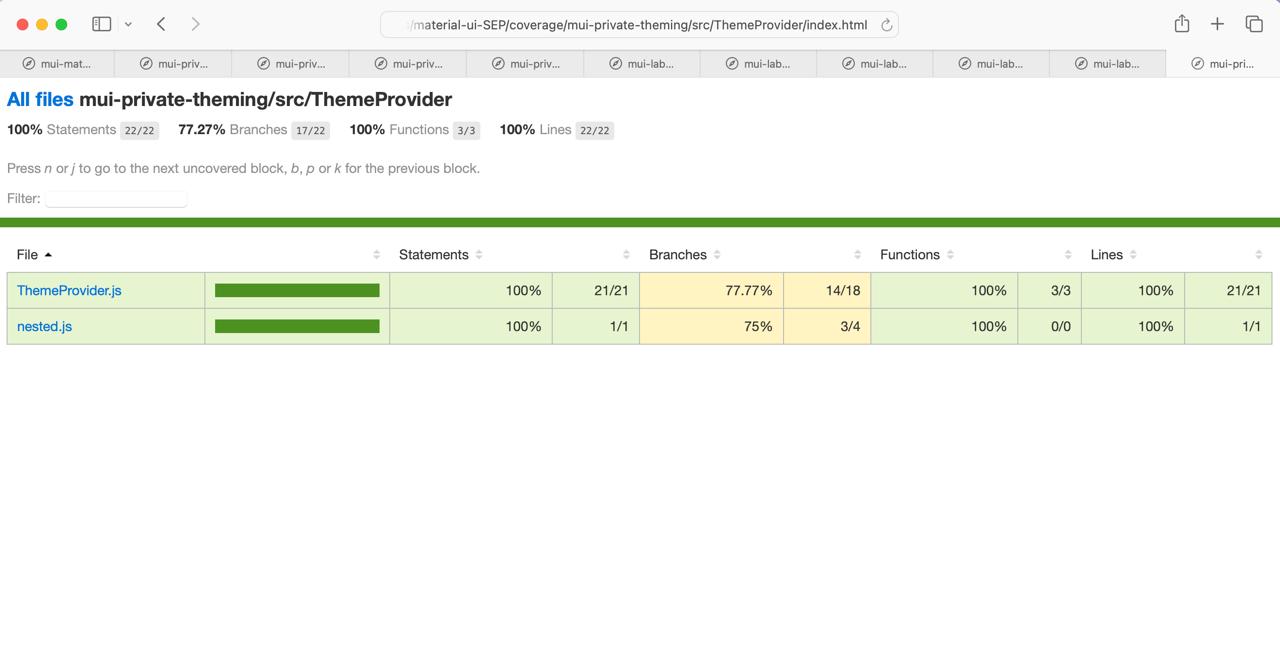 /material-ui-SEP/coverage/mui-private-theming/src/ThemeProvider/index.html
mui-mat... mui-priv... mui-priv... mui-priv... mui-priv... mui-lab... mui-lab... mui-lab... mui-lab... mui-lab... mui-pri...
All files mui-private-theming/src/ThemeProvider
100% Statements 22/22 77.27% Branches 17/22 100% Functions 3/3 100% Lines 22/22
Press n or j to go to the next uncovered block, b, p or k for the previous block.
Filter:
File Statements Branches Functions Lines
ThemeProvider.js 100% 21/21 77.77% 14/18 100% 3/3 100% 21/21
nested.js 100% 1/1 75% 3/4 100% 0/0 100% 1/1